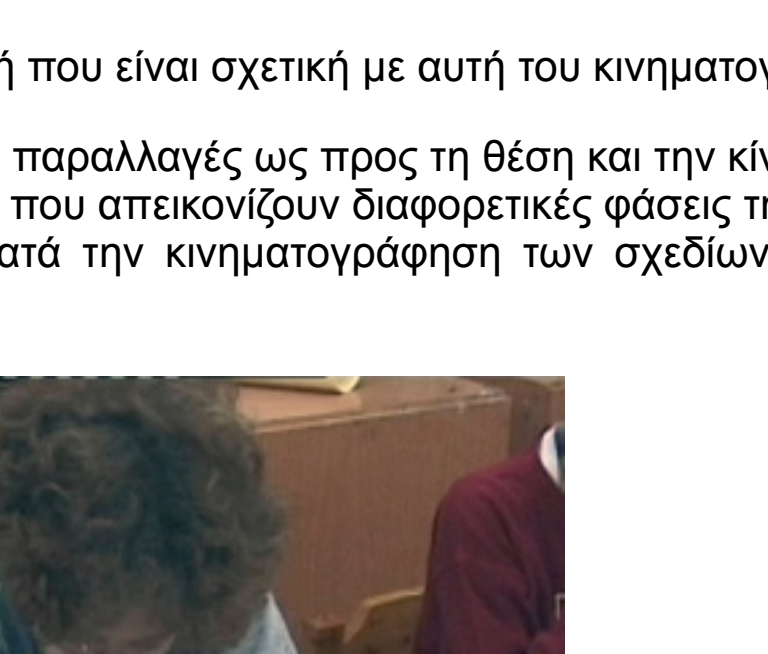 ή που είναι σχετική με αυτή του κινηματογ
παραλλαγές ως προς τη θέση και την κίν
που απεικονίζουν διαφορετικές φάσεις τη
ατά την κινηματογράφηση των σχεδίων